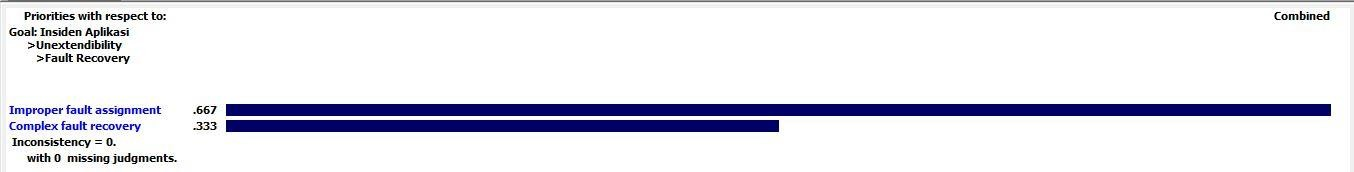 Priorities with respect to: Combined
Goal: Insiden Aplikasi
>Unextendibility
>Fault Recovery
Improper fault assignment .667
Complex fault recovery .333
Inconsistency = 0.
with 0 missing judgments.